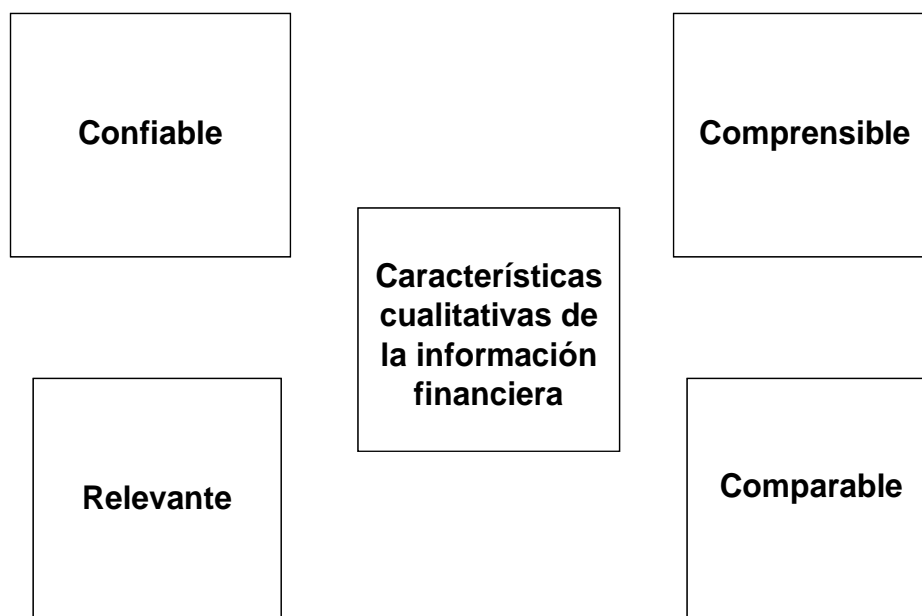 Confiable
Comprensible
Características
cualitativas de
la información
financiera
Relevante
Comparable